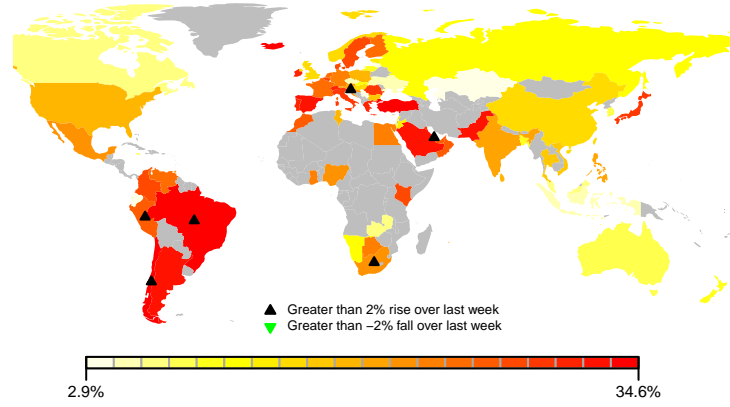 Greater than 2% rise over last week
Greater than −2% fall over last week
2.9%
34.6%